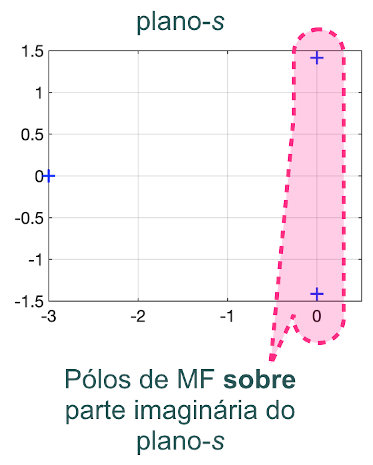 plano-s
1.5
1
0.5
0
-0.5
-1
-1.5
-3 -2 -1 0
Pólos de MF sobre
parte imaginária do
plano-s